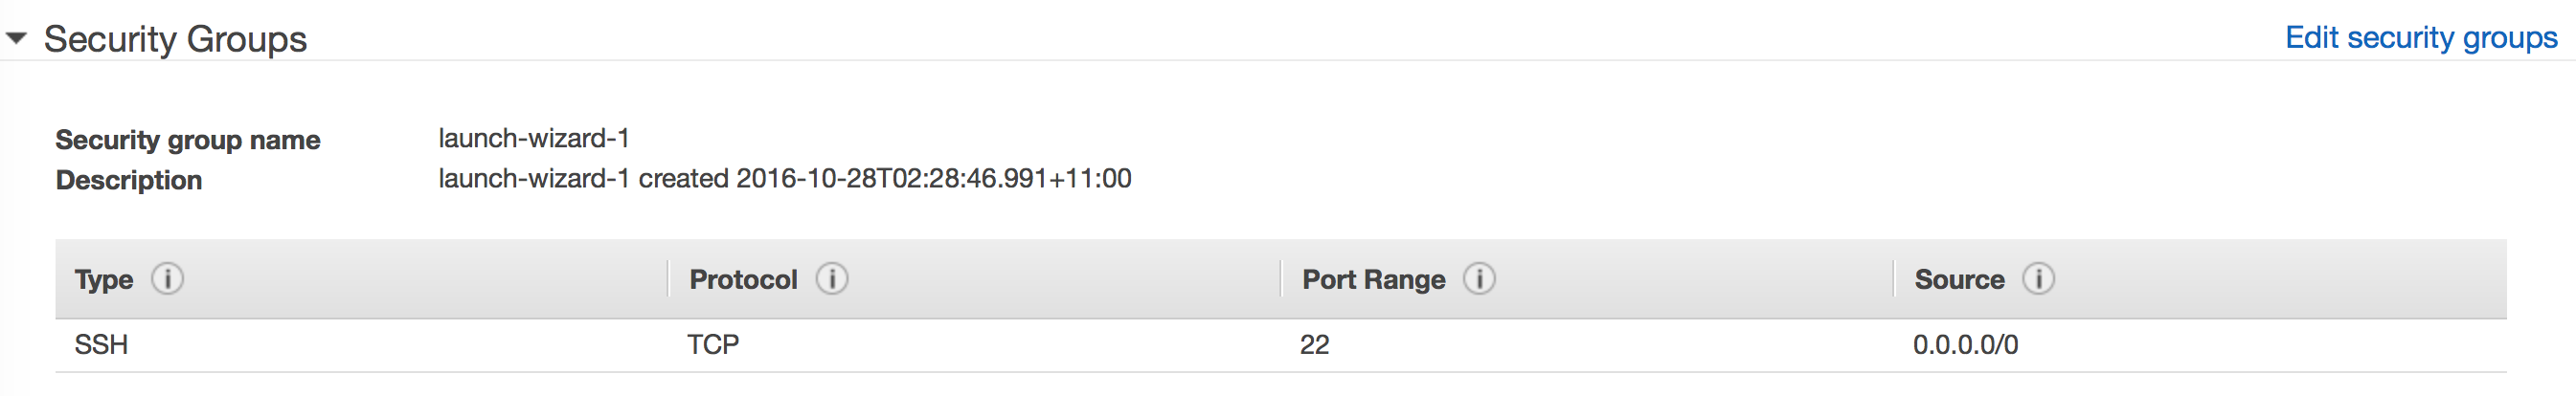 Security Groups Edit security groups
Security group name launch-wizard-1
Description launch-wizard-1 created 2016-10-28T02:28:46.991+11:00
Type Protocol Port Range Source
SSH TCP 22 0.0.0.0/0